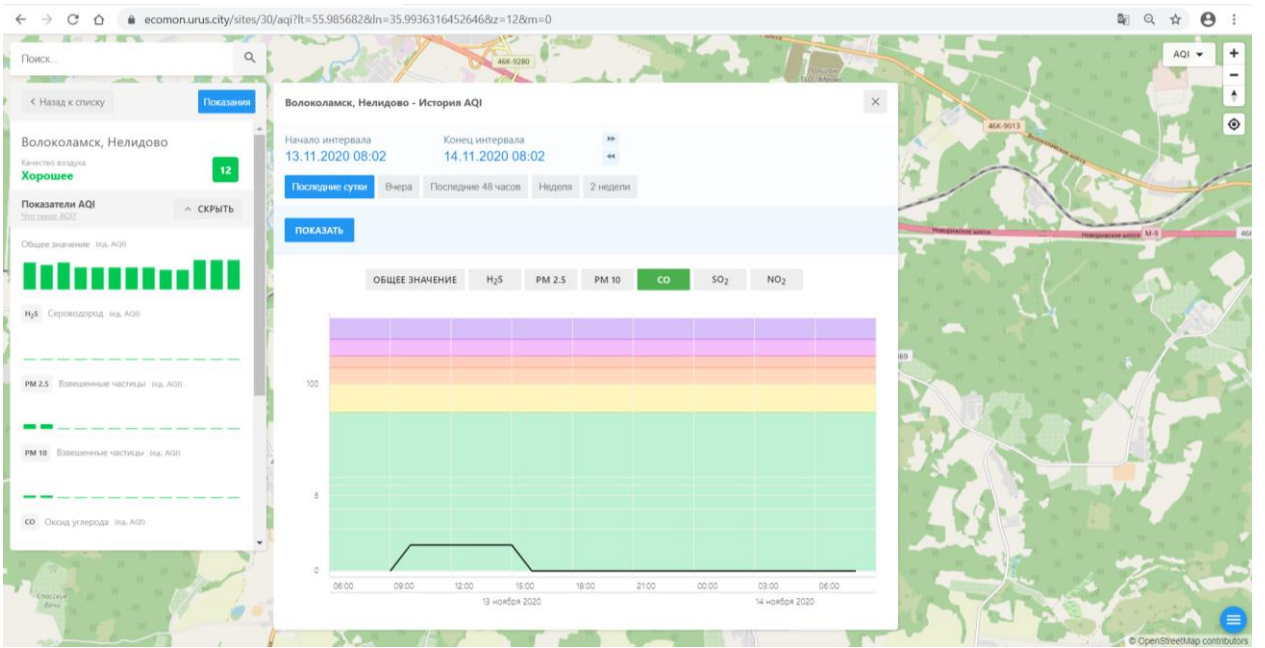 ecomon.urus.city/sites/30/aqi?lt=55.985682&ln=35.9936316452646&z=12&m=0
Поиск...
AQI
+
−
46К-9280
46К-9013
< Назад к списку
Показания
Волоколамск, Нелидово
Качество воздуха
Хорошее
12
Показатели AQI
Что такое AQI?
СКРЫТЬ
Общее значение (ед. AQI)
H₂S Сероводород (ед. AQI)
PM 2.5 Взвешенные частицы (ед. AQI)
PM 10 Взвешенные частицы (ед. AQI)
CO Оксид углерода (ед. AQI)
Волоколамск, Нелидово - История AQI
×
Начало интервала Конец интервала
13.11.2020 08:02 14.11.2020 08:02
Последние сутки Вчера Последние 48 часов Неделя 2 недели
ПОКАЗАТЬ
ОБЩЕЕ ЗНАЧЕНИЕ H₂S PM 2.5 PM 10 CO SO₂ NO₂
100
0
06:00 09:00 12:00 15:00 18:00 21:00 00:00 03:00 06:00
13 ноября 2020 14 ноября 2020
Новорижское шоссе
Новорижское шоссе
М-9
Волоколамское шоссе
Спасские дачи
© OpenStreetMap contributors